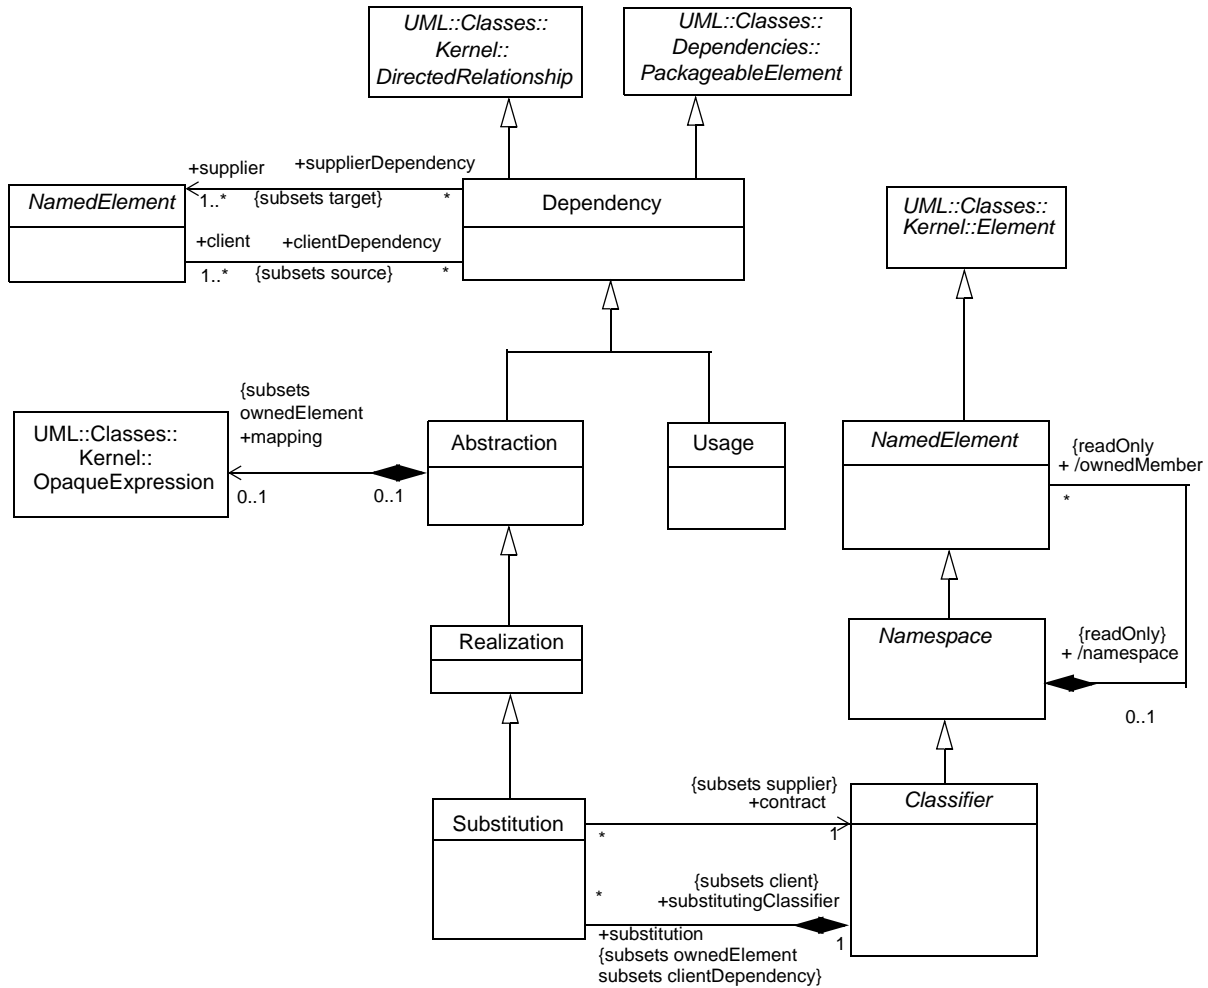 UML::Classes::
Kernel::
DirectedRelationship
UML::Classes::
Dependencies::
PackageableElement
+supplier
+supplierDependency
NamedElement
1..*
{subsets target}
*
Dependency
+client
+clientDependency
1..*
{subsets source}
*
UML::Classes::
Kernel::Element
{subsets
ownedElement
+mapping
UML::Classes::
Kernel::
OpaqueExpression
0..1
0..1
Abstraction
Usage
NamedElement
{readOnly
+ /ownedMember
*
Realization
Namespace
{readOnly}
+ /namespace
0..1
{subsets supplier}
+contract
Substitution
*
1
Classifier
{subsets client}
*
+substitutingClassifier
+substitution
1
{subsets ownedElement
subsets clientDependency}